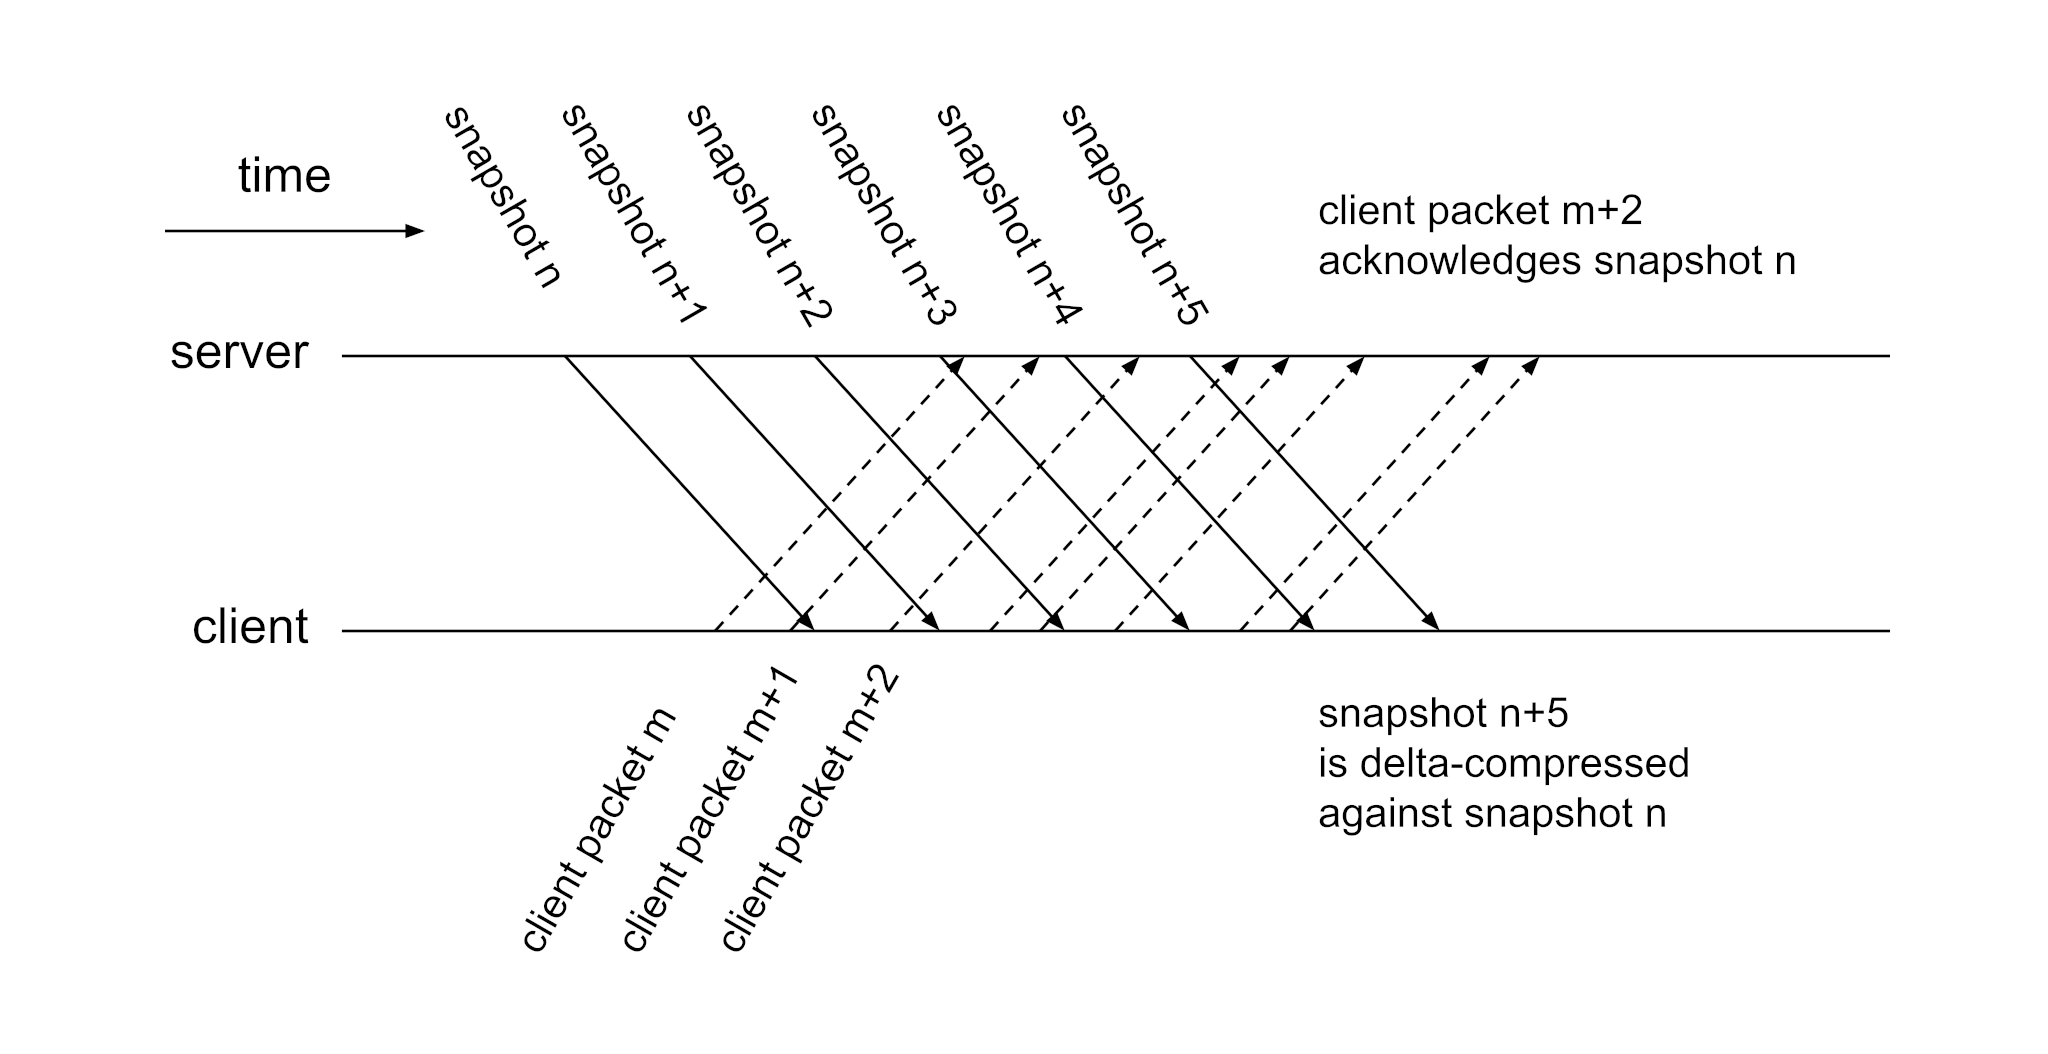 time
snapshot n
snapshot n+1
snapshot n+2
snapshot n+3
snapshot n+4
snapshot n+5
client packet m+2
acknowledges snapshot n
server
client
client packet m
client packet m+1
client packet m+2
snapshot n+5
is delta-compressed
against snapshot n